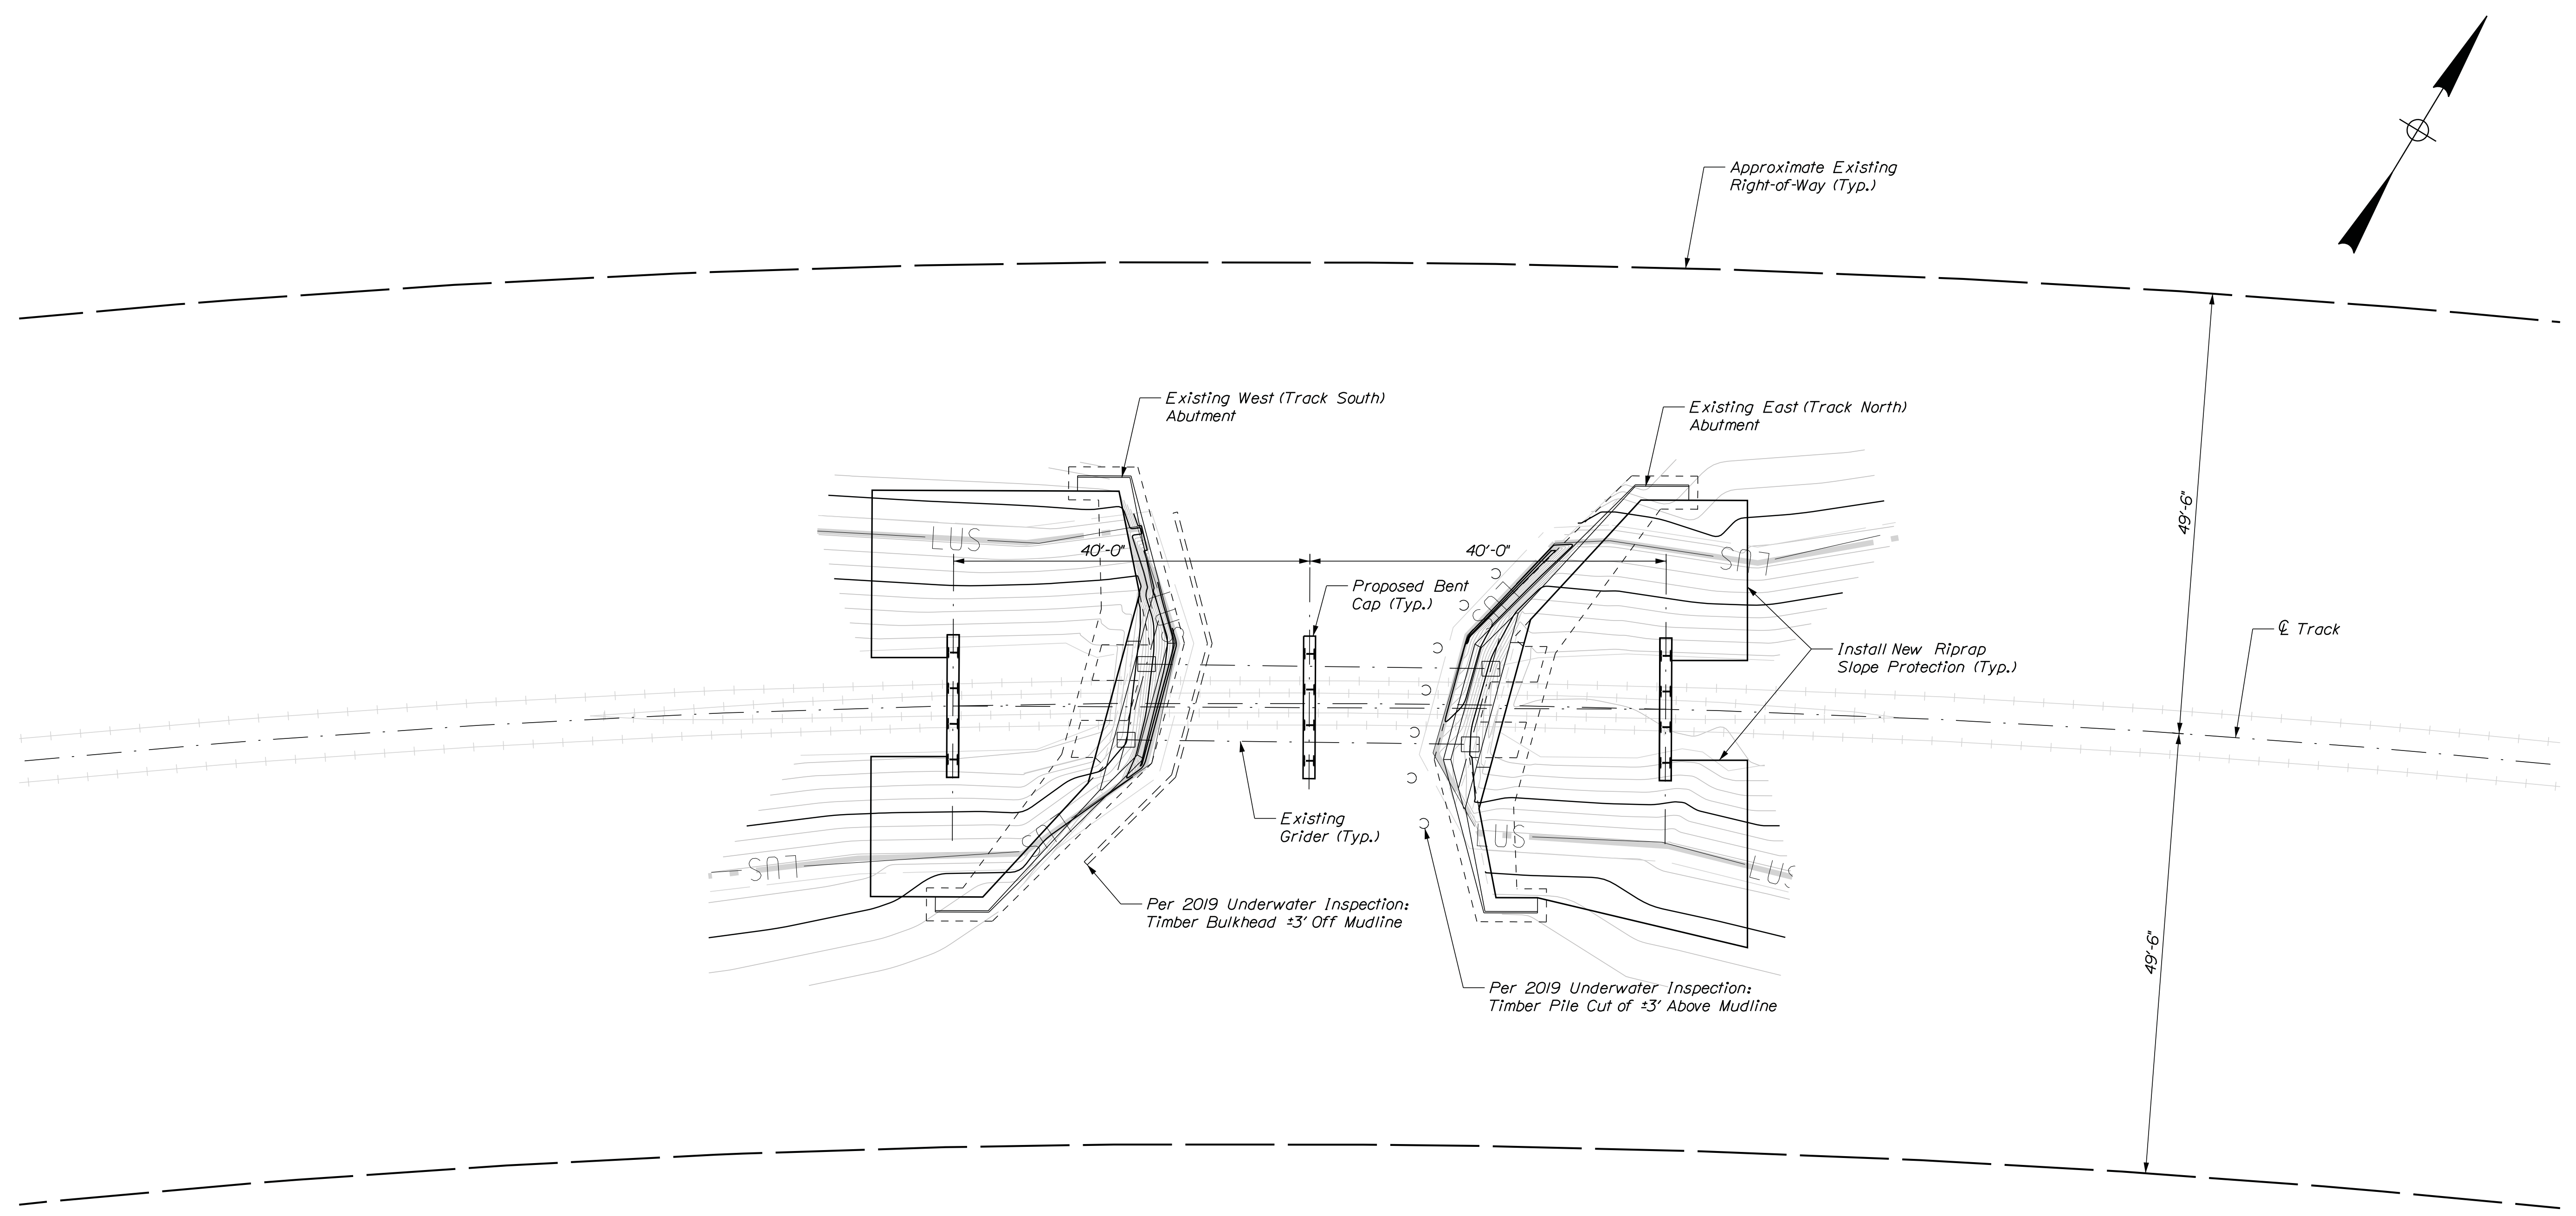 Approximate Existing
Right-of-Way (Typ.)
Existing West (Track South)
Abutment
Existing East (Track North)
Abutment
49'-6"
LUS
40'-0"
40'-0"
LUS
LUS
Proposed Bent
Cap (Typ.)
℄ Track
Install New Riprap
Slope Protection (Typ.)
Existing
Grider (Typ.)
LUS
LUS
LUS
Per 2019 Underwater Inspection:
Timber Bulkhead ±3' Off Mudline
49'-6"
Per 2019 Underwater Inspection:
Timber Pile Cut of ±3' Above Mudline